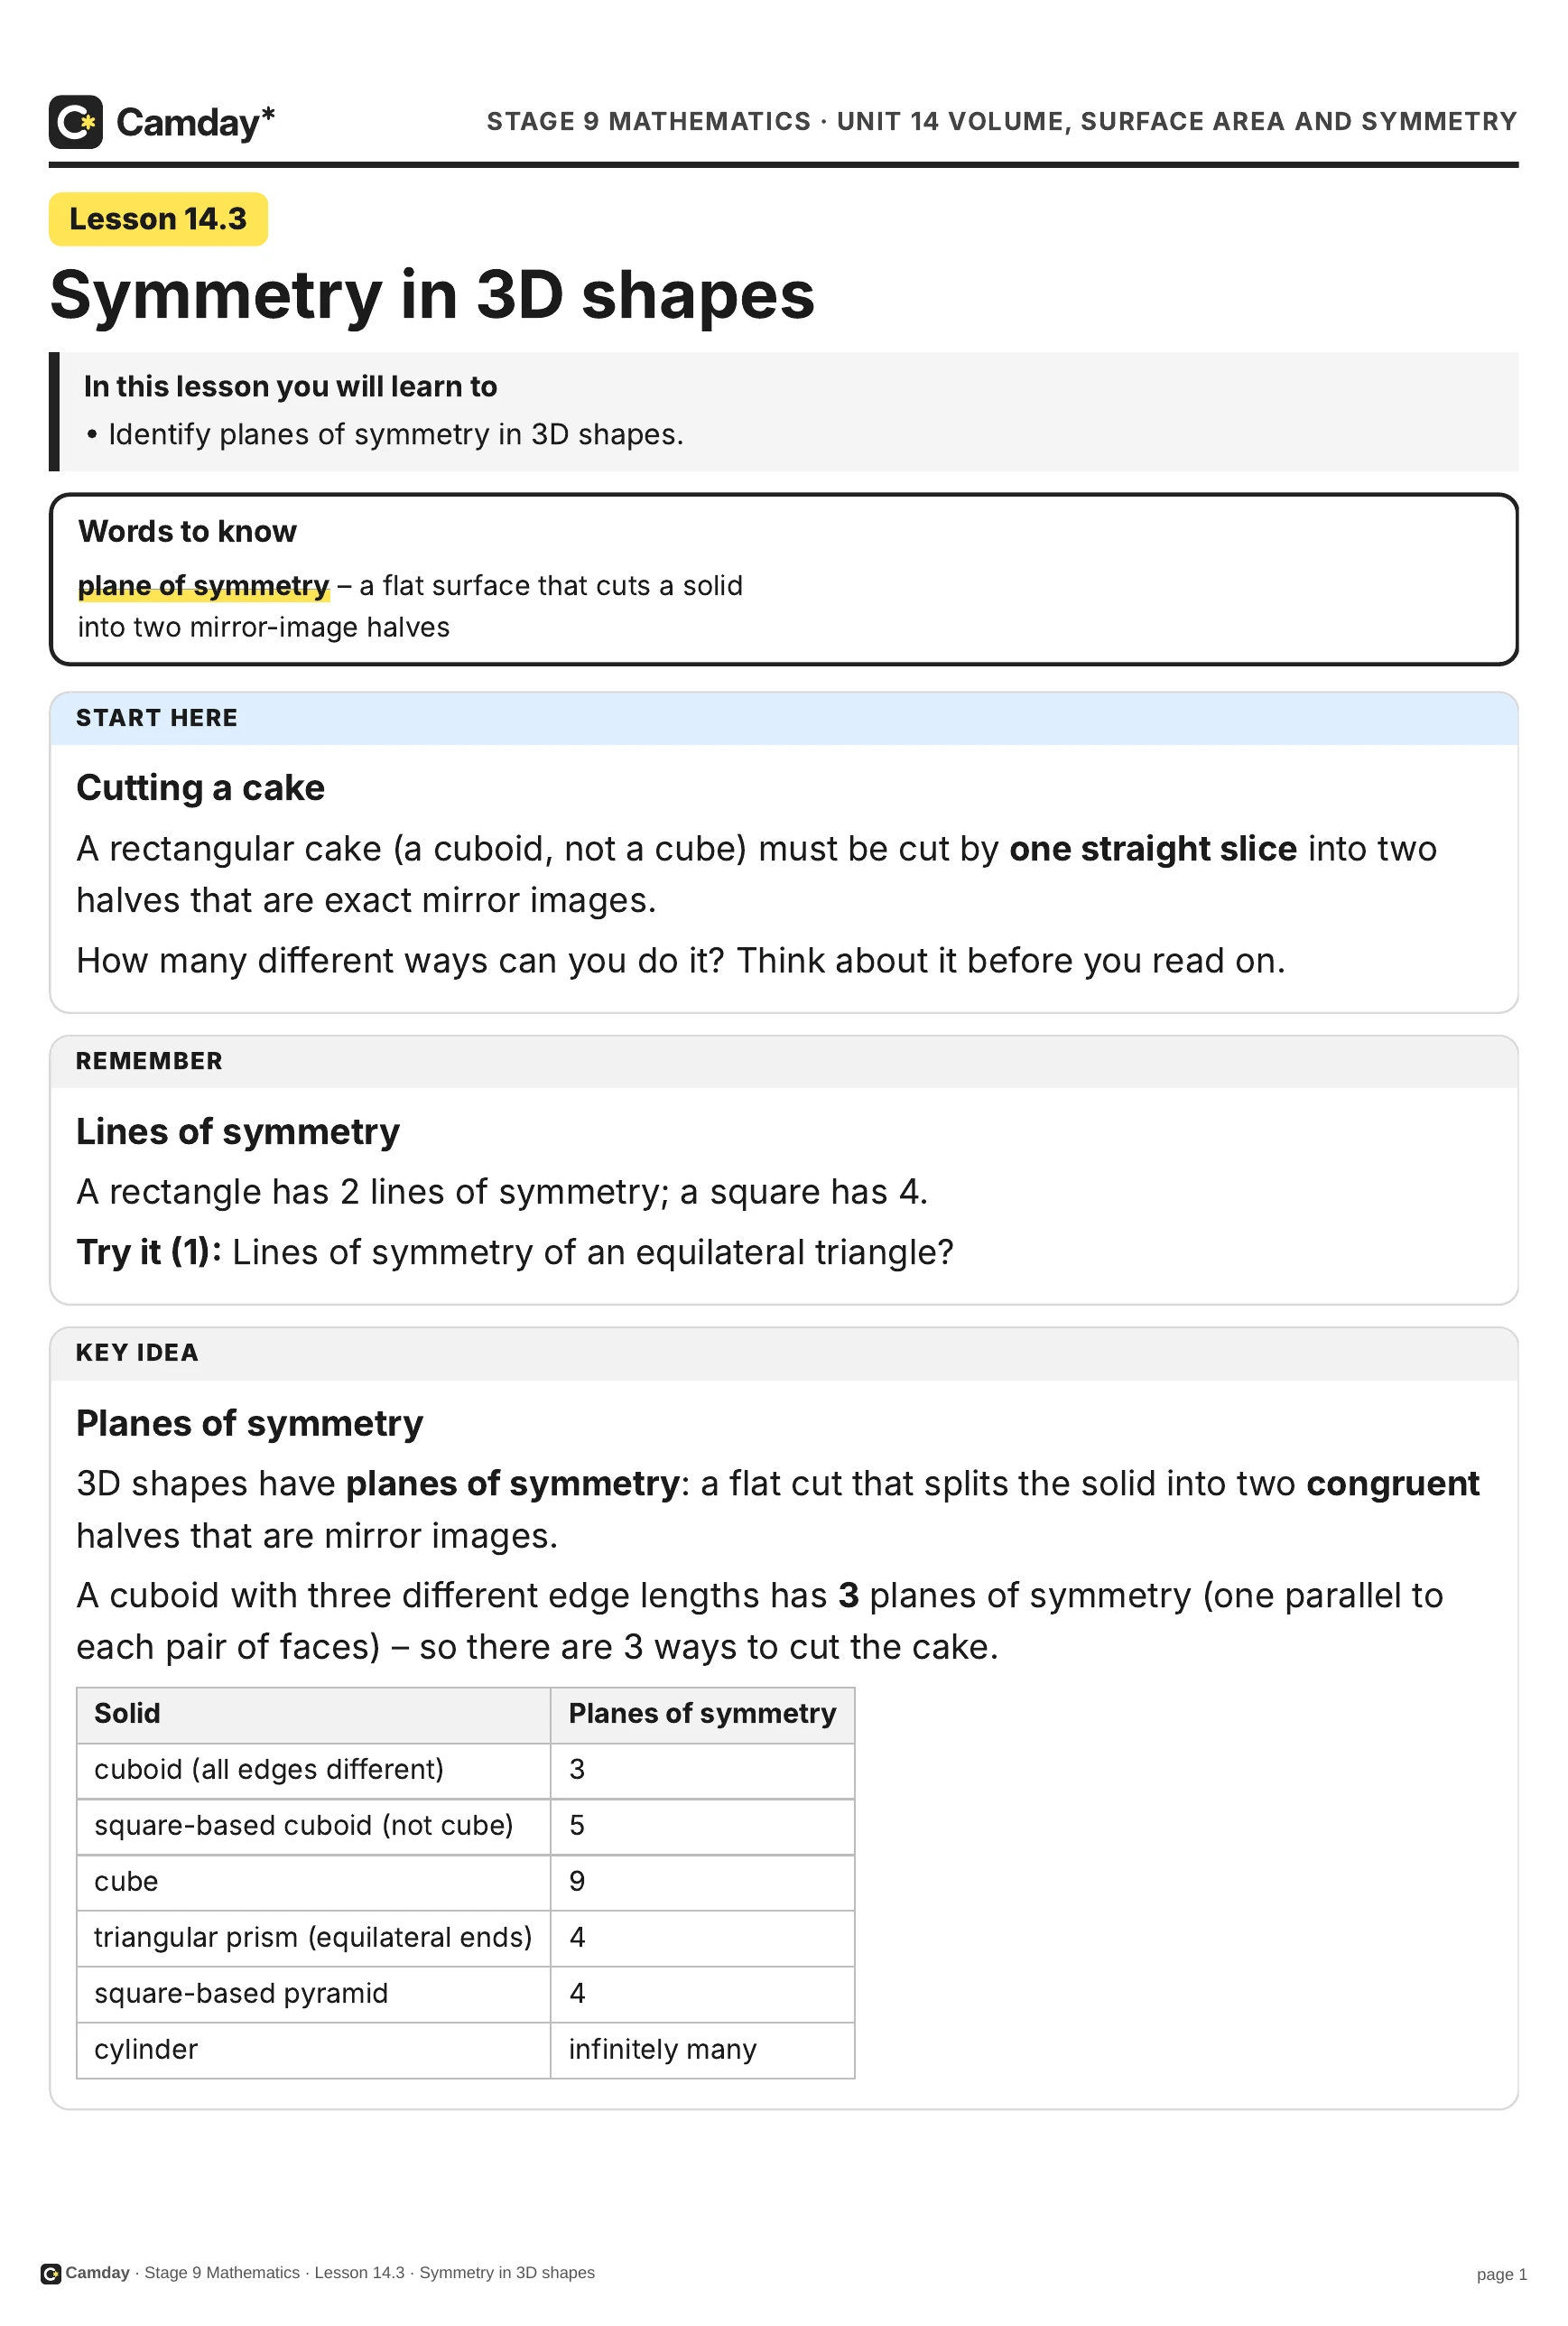 Camday*
STAGE 9 MATHEMATICS · UNIT 14 VOLUME, SURFACE AREA AND SYMMETRY
Lesson 14.3
Symmetry in 3D shapes
In this lesson you will learn to
• Identify planes of symmetry in 3D shapes.
Words to know
plane of symmetry – a flat surface that cuts a solid
into two mirror-image halves
START HERE
Cutting a cake
A rectangular cake (a cuboid, not a cube) must be cut by one straight slice into two
halves that are exact mirror images.
How many different ways can you do it? Think about it before you read on.
REMEMBER
Lines of symmetry
A rectangle has 2 lines of symmetry; a square has 4.
Try it (1): Lines of symmetry of an equilateral triangle?
KEY IDEA
Planes of symmetry
3D shapes have planes of symmetry: a flat cut that splits the solid into two congruent
halves that are mirror images.
A cuboid with three different edge lengths has 3 planes of symmetry (one parallel to
each pair of faces) – so there are 3 ways to cut the cake.
Solid Planes of symmetry
cuboid (all edges different) 3
square-based cuboid (not cube) 5
cube 9
triangular prism (equilateral ends) 4
square-based pyramid 4
cylinder infinitely many
Camday · Stage 9 Mathematics · Lesson 14.3 · Symmetry in 3D shapes
page 1